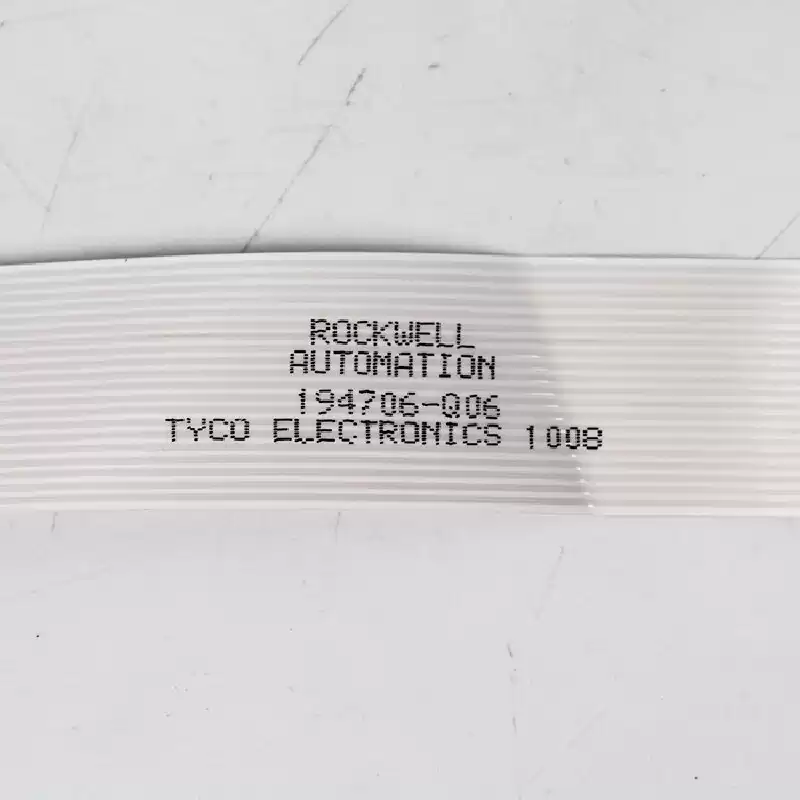 ROCKWELL
AUTOMATION
194706-Q06
TYCO ELECTRONICS 1008